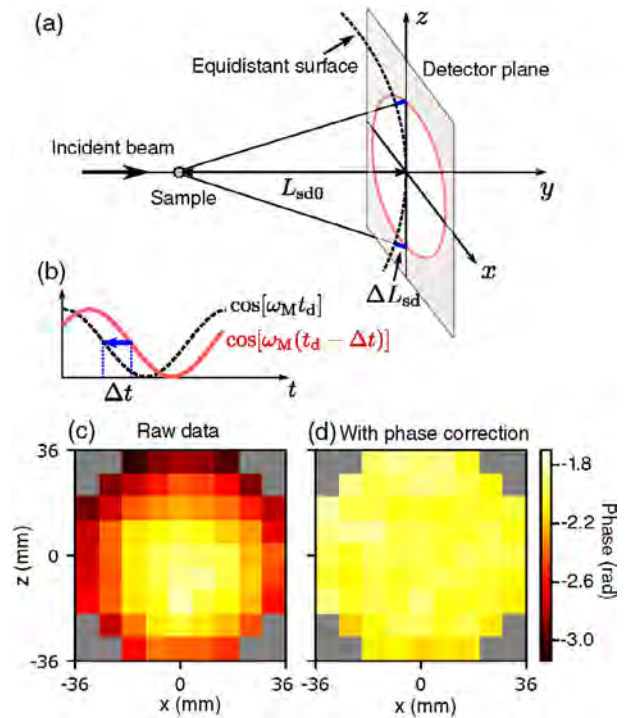 (a)
z
Equidistant surface
Detector plane
Incident beam
Sample
L_sd0
y
x
ΔL_sd
(b)
cos[ω_M t_d]
cos[ω_M(t_d − Δt)]
Δt
t
(c) Raw data
(d) With phase correction
36
z (mm)
0
-36
-36 0 36
x (mm)
-36 0 36
x (mm)
-1.8
-2.2
-2.6
-3.0
Phase (rad)